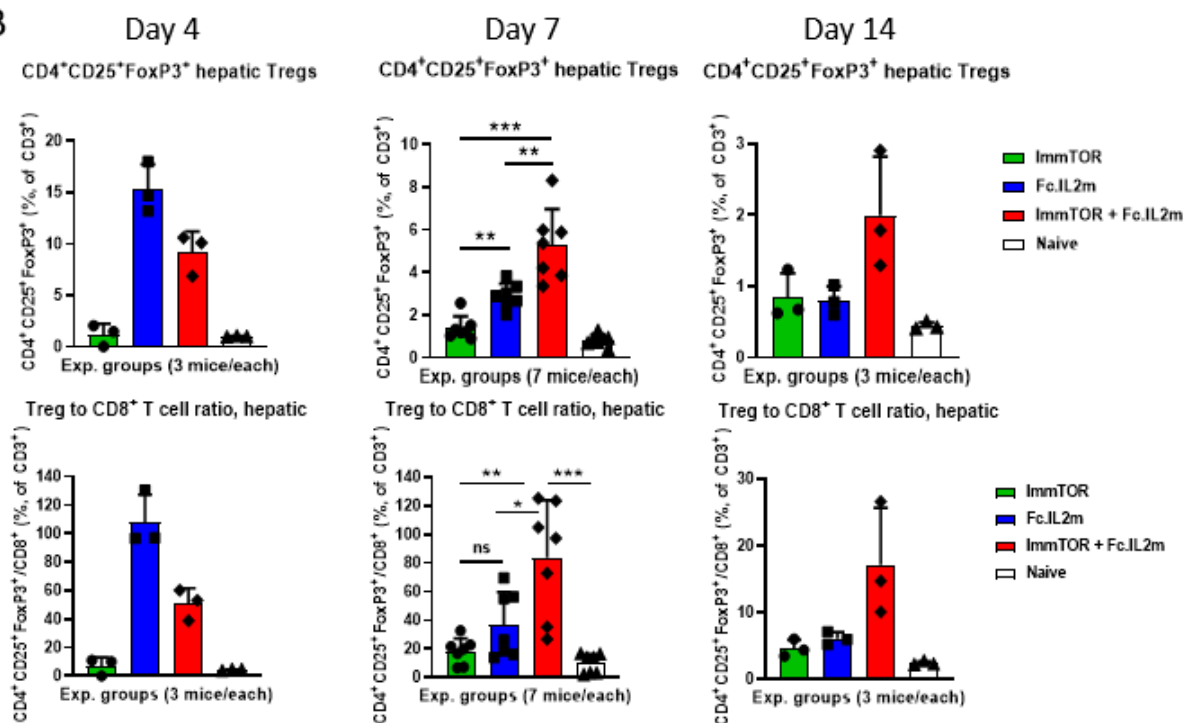 B
Day 4
Day 7
Day 14
CD4+CD25+FoxP3+ hepatic Tregs
CD4+CD25+FoxP3+ hepatic Tregs
CD4+CD25+FoxP3+ hepatic Tregs
CD4+ CD25+ FoxP3+ (%, of CD3+)
20
15
10
5
0
Exp. groups (3 mice/each)
CD4+ CD25+ FoxP3+ (%, of CD3+)
10
8
6
4
2
0
***
**
**
Exp. groups (7 mice/each)
CD4+ CD25+ FoxP3+ (%, of CD3+)
3
2
1
0
Exp. groups (3 mice/each)
ImmTOR
Fc.IL2m
ImmTOR + Fc.IL2m
Naive
Treg to CD8+ T cell ratio, hepatic
Treg to CD8+ T cell ratio, hepatic
Treg to CD8+ T cell ratio, hepatic
CD4+ CD25+ FoxP3+/CD8+ (%, of CD3+)
140
120
100
80
60
40
20
0
Exp. groups (3 mice/each)
CD4+ CD25+ FoxP3+/CD8+ (%, of CD3+)
140
120
100
80
60
40
20
0
**
***
*
ns
Exp. groups (7 mice/each)
CD4+ CD25+ FoxP3+/CD8+ (%, of CD3+)
30
20
10
0
Exp. groups (3 mice/each)
ImmTOR
Fc.IL2m
ImmTOR + Fc.IL2m
Naive